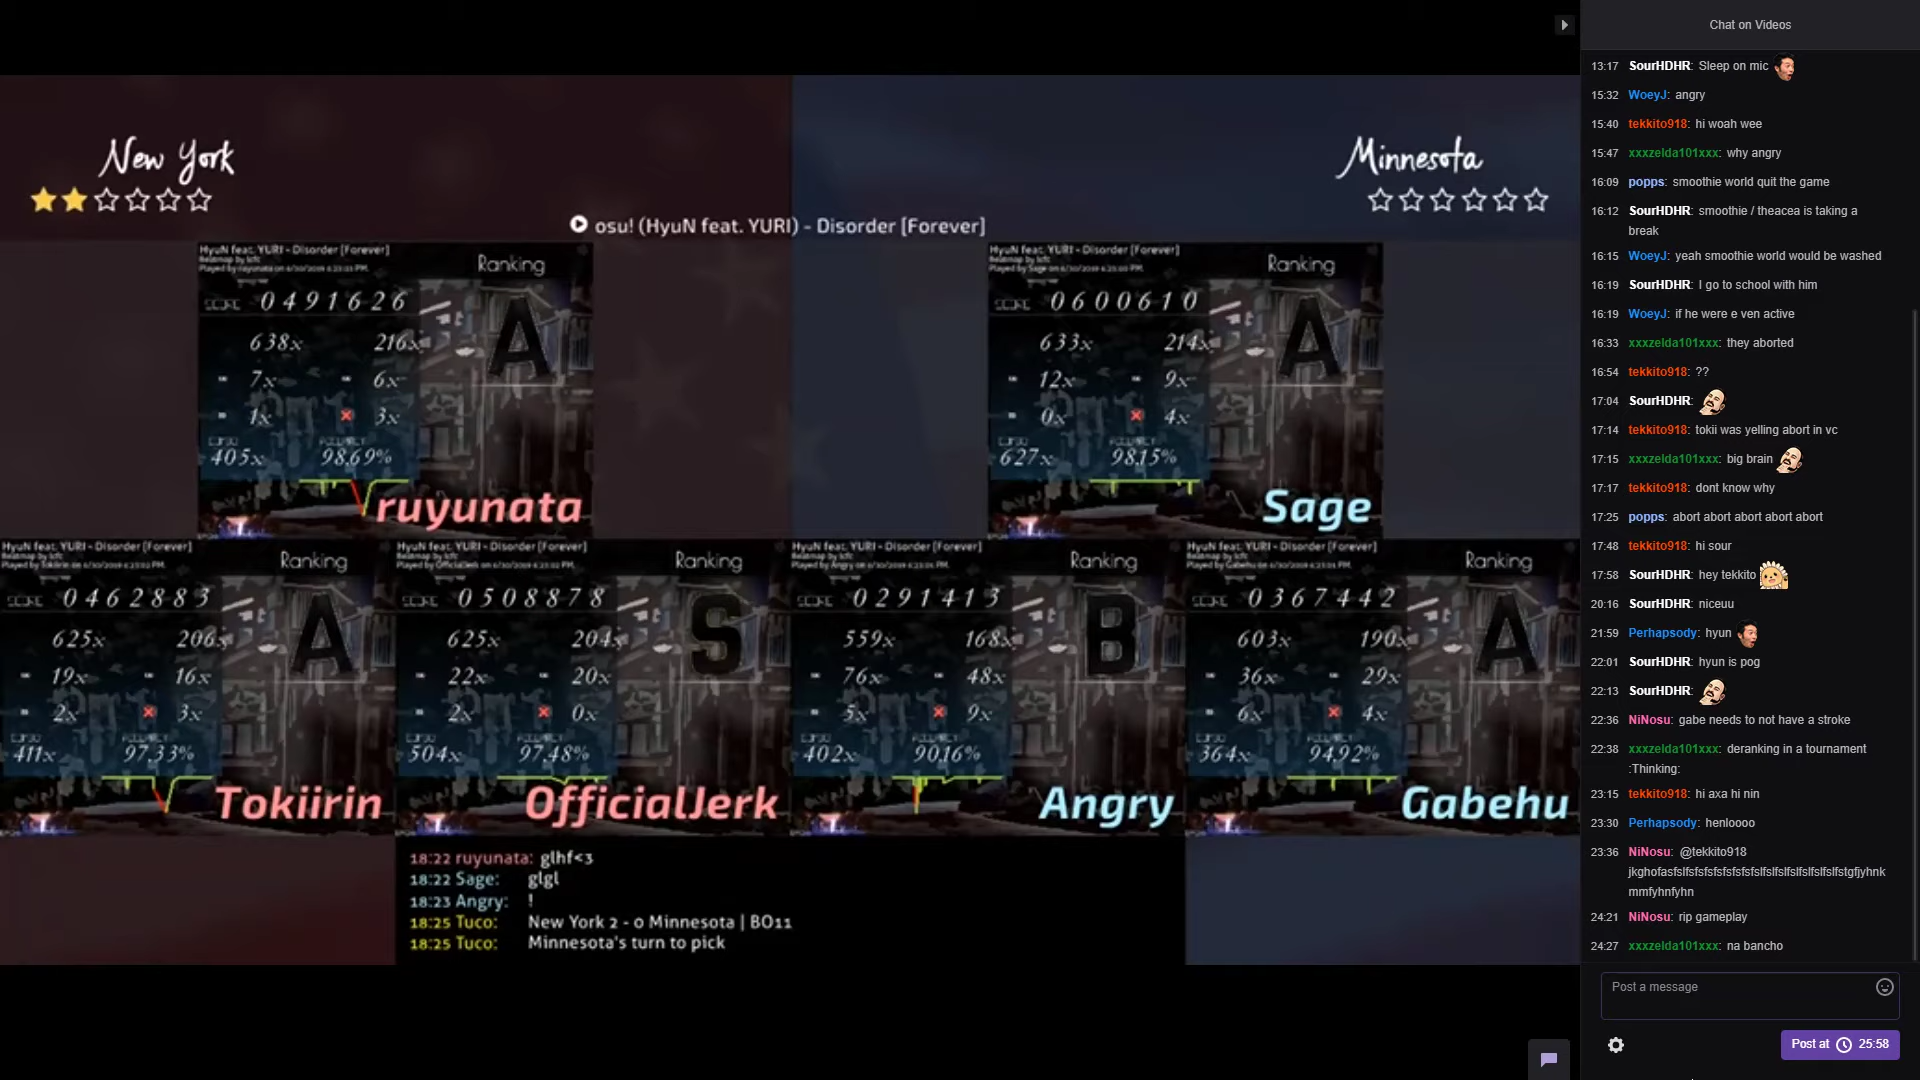 New York
Minnesota
osu! (HyuN feat. YURI) - Disorder [Forever]
HyuN feat. YURI - Disorder [Forever]
Ranking
SCORE 0491626
638x 216x
7x 6x
1x 3x
405x 98.69%
ruyunata
HyuN feat. YURI - Disorder [Forever]
Ranking
SCORE 0600610
633x 214x
12x 9x
0x 4x
627x 98.15%
Sage
HyuN feat. YURI - Disorder [Forever]
Ranking
SCORE 0462883
625x 206x
19x 16x
2x 3x
411x 97.33%
Tokiirin
HyuN feat. YURI - Disorder [Forever]
Ranking
SCORE 0508878
625x 204x
22x 20x
2x 0x
504x 97.48%
OfficialJerk
HyuN feat. YURI - Disorder [Forever]
Ranking
SCORE 0291413
559x 168x
76x 48x
5x 9x
402x 90.16%
Angry
HyuN feat. YURI - Disorder [Forever]
Ranking
SCORE 0367442
603x 190x
36x 29x
6x 4x
364x 94.92%
Gabehu
18:22 ruyunata: glhf<3
18:22 Sage: glgl
18:23 Angry: !
18:25 Tuco: New York 2 - 0 Minnesota | BO11
18:25 Tuco: Minnesota's turn to pick
Chat on Videos
13:17 SourHDHR: Sleep on mic
15:32 WoeyJ: angry
15:40 tekkito918: hi woah wee
15:47 xxxzelda101xxx: why angry
16:09 popps: smoothie world quit the game
16:12 SourHDHR: smoothie / theacea is taking a
break
16:15 WoeyJ: yeah smoothie world would be washed
16:19 SourHDHR: I go to school with him
16:19 WoeyJ: if he were e ven active
16:33 xxxzelda101xxx: they aborted
16:54 tekkito918: ??
17:04 SourHDHR:
17:14 tekkito918: tokii was yelling abort in vc
17:15 xxxzelda101xxx: big brain
17:17 tekkito918: dont know why
17:25 popps: abort abort abort abort abort
17:48 tekkito918: hi sour
17:58 SourHDHR: hey tekkito
20:16 SourHDHR: niceuu
21:59 Perhapsody: hyun
22:01 SourHDHR: hyun is pog
22:13 SourHDHR:
22:36 NiNosu: gabe needs to not have a stroke
22:38 xxxzelda101xxx: deranking in a tournament
:Thinking:
23:15 tekkito918: hi axa hi nin
23:30 Perhapsody: henloooo
23:36 NiNosu: @tekkito918
jkghofasfslfsfsfsfsfsfsfslfslfslfslfslfslfslfstgfjyhnk
mmfyhnfyhn
24:21 NiNosu: rip gameplay
24:27 xxxzelda101xxx: na bancho
Post a message
Post at 25:58